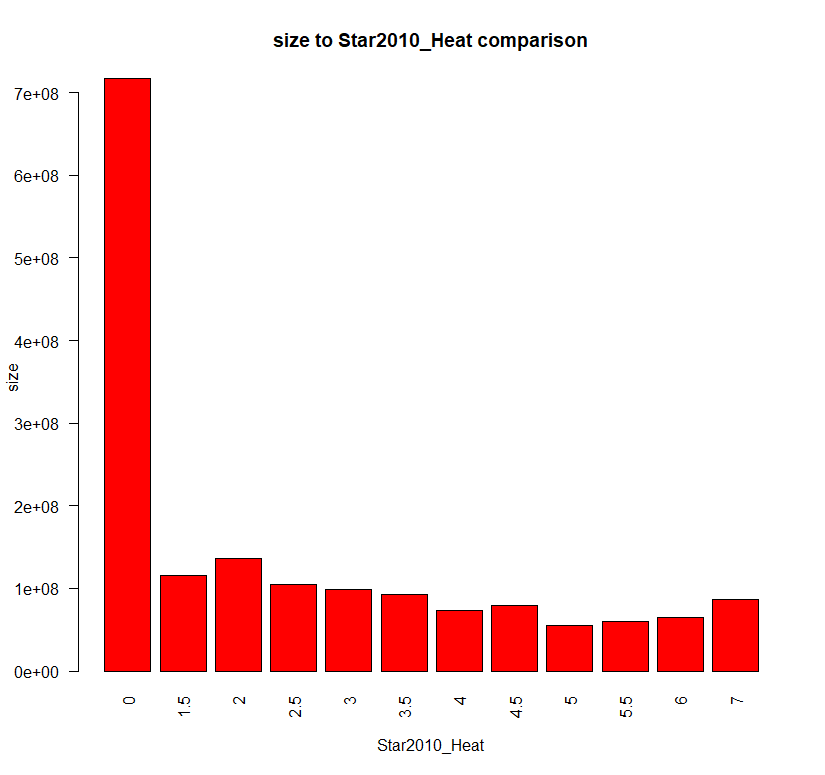 size to Star2010_Heat comparison
7e+08
6e+08
5e+08
4e+08
3e+08
2e+08
1e+08
0e+00
size
0 1.5 2 2.5 3 3.5 4 4.5 5 5.5 6 7
Star2010_Heat